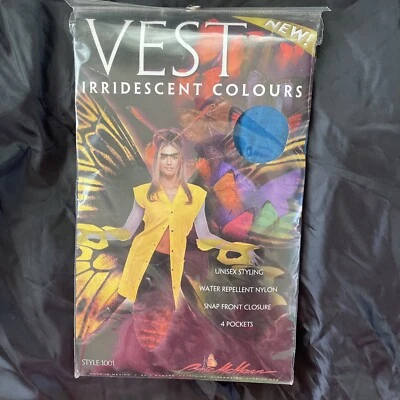 VEST
NEW!
IRRIDESCENT COLOURS
UNISEX STYLING
WATER REPELLENT NYLON
SNAP FRONT CLOSURE
4 POCKETS
STYLE 1001